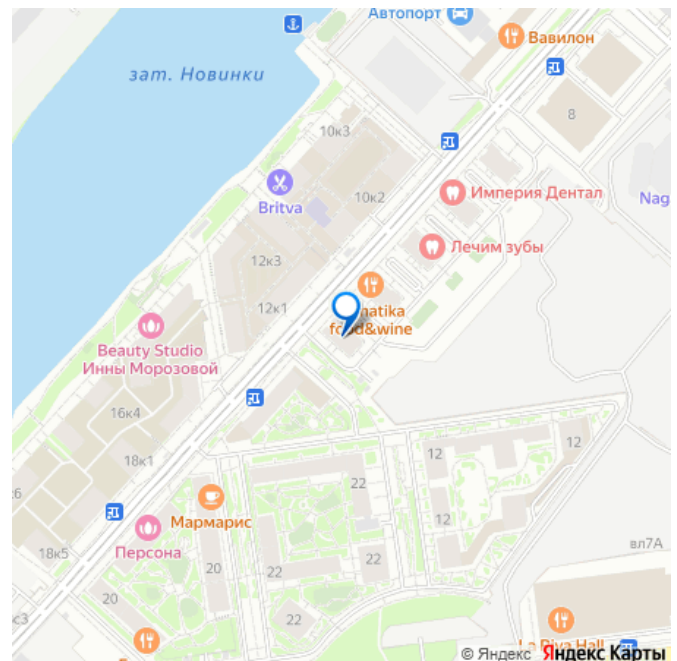 Автопорт
Вавилон
зат. Новинки
8
10к3
Империя Дental
Nag
10к2
Britva
Лечим зубы
12к3
12к1
natika
food&wine
Beauty Studio
Инны Морозовой
16к4
18к1
12
12
22
12
Мармарис
22
Персона
18к5
вл7А
20
22
22
20
22
La Riva Hall
© Яндекс Яндекс Карты